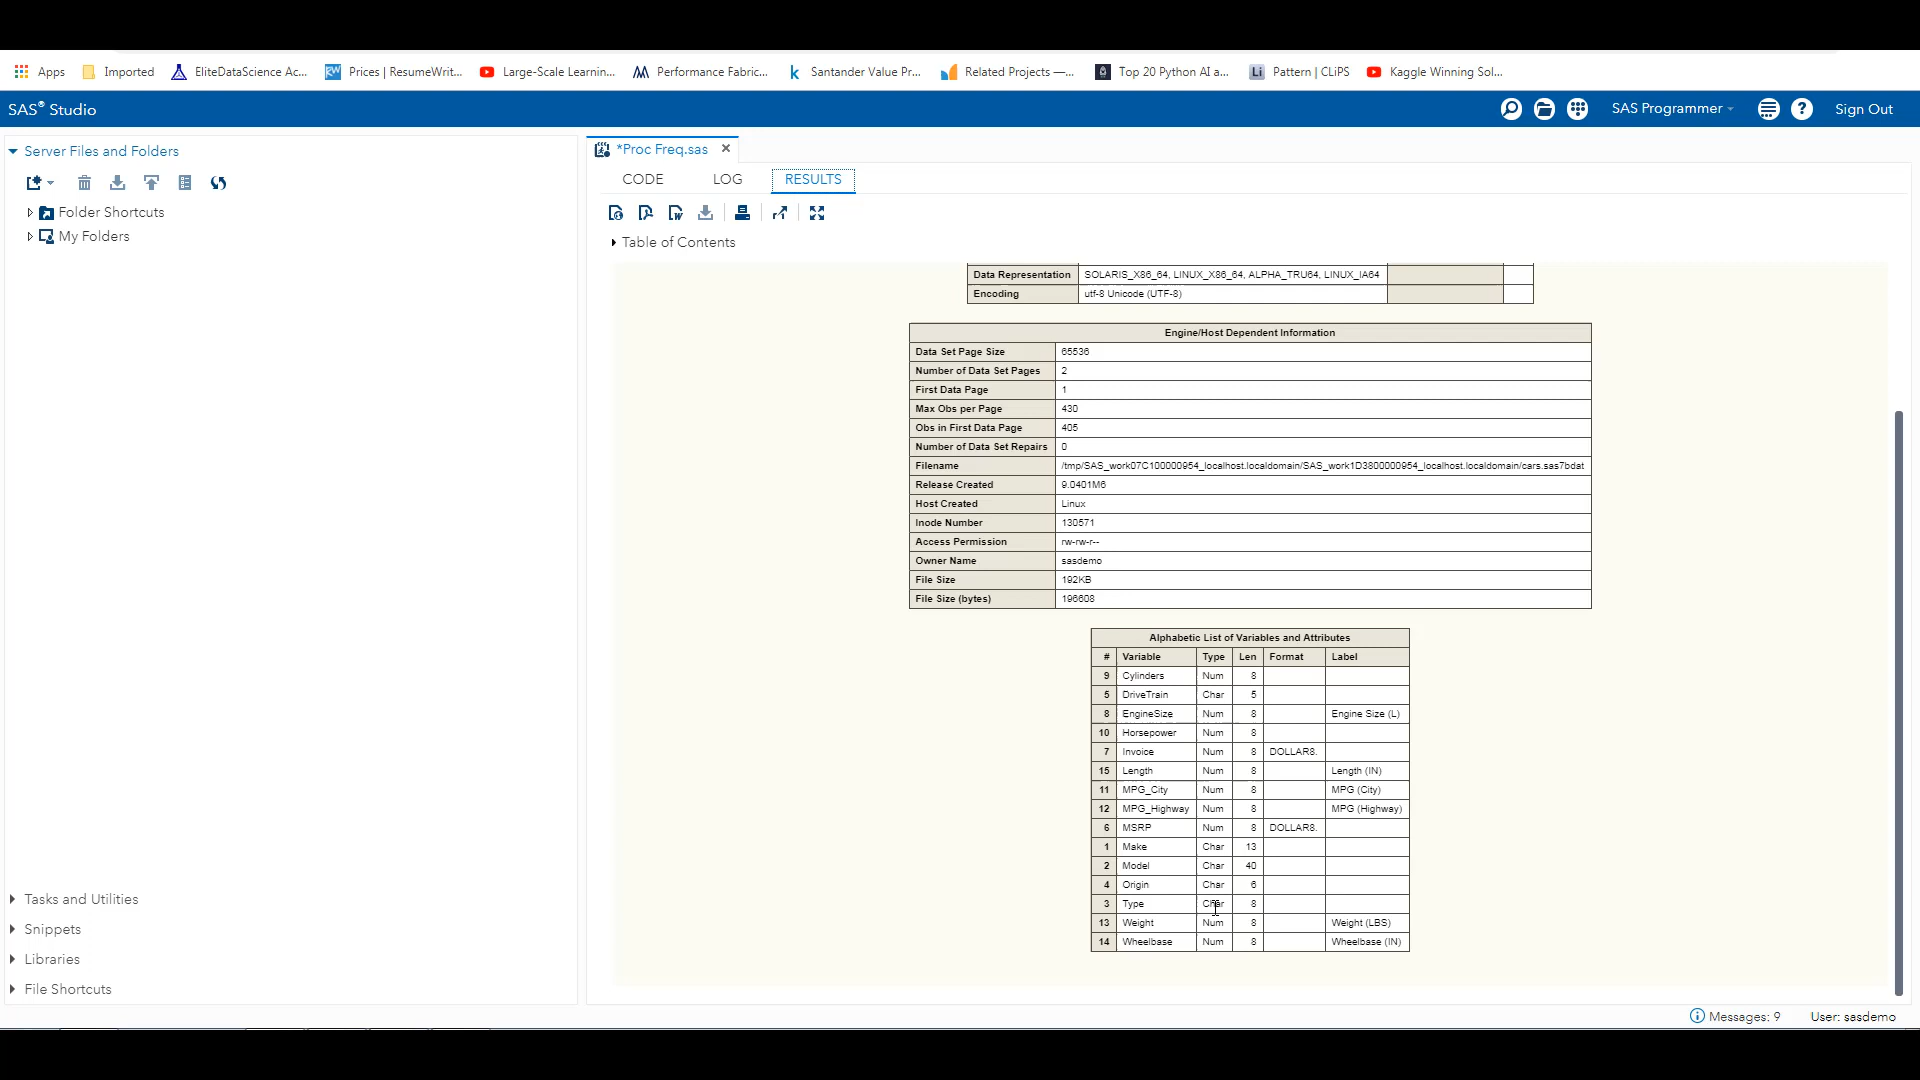 Apps Imported EliteDataScience Ac... Prices | ResumeWrit... Large-Scale Learnin... Performance Fabric... Santander Value Pr... Related Projects —... Top 20 Python AI a... Pattern | CLiPS Kaggle Winning Sol...
SAS® Studio SAS Programmer Sign Out
Server Files and Folders
Folder Shortcuts
My Folders
Tasks and Utilities
Snippets
Libraries
File Shortcuts
*Proc Freq.sas
CODE LOG RESULTS
Table of Contents
Data Representation SOLARIS_X86_64, LINUX_X86_64, ALPHA_TRU64, LINUX_IA64
Encoding utf-8 Unicode (UTF-8)
Engine/Host Dependent Information
Data Set Page Size 65536
Number of Data Set Pages 2
First Data Page 1
Max Obs per Page 430
Obs in First Data Page 405
Number of Data Set Repairs 0
Filename /tmp/SAS_work07C100000954_localhost.localdomain/SAS_work1D3800000954_localhost.localdomain/cars.sas7bdat
Release Created 9.0401M6
Host Created Linux
Inode Number 130571
Access Permission rw-rw-r--
Owner Name sasdemo
File Size 192KB
File Size (bytes) 196608
Alphabetic List of Variables and Attributes
# Variable Type Len Format Label
9 Cylinders Num 8
5 DriveTrain Char 5
8 EngineSize Num 8 Engine Size (L)
10 Horsepower Num 8
7 Invoice Num 8 DOLLAR8.
15 Length Num 8 Length (IN)
11 MPG_City Num 8 MPG (City)
12 MPG_Highway Num 8 MPG (Highway)
6 MSRP Num 8 DOLLAR8.
1 Make Char 13
2 Model Char 40
4 Origin Char 6
3 Type Char 8
13 Weight Num 8 Weight (LBS)
14 Wheelbase Num 8 Wheelbase (IN)
Messages: 9 User: sasdemo